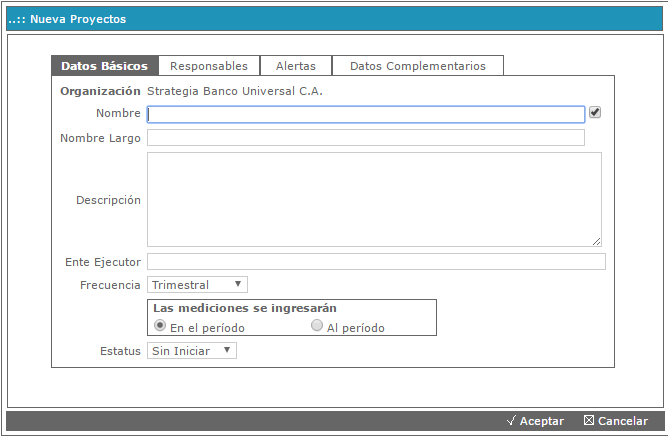 ..:: Nueva Proyectos
Datos Básicos Responsables Alertas Datos Complementarios
Organización Strategia Banco Universal C.A.
Nombre
Nombre Largo
Descripción
Ente Ejecutor
Frecuencia Trimestral
Las mediciones se ingresarán
En el período Al período
Estatus Sin Iniciar
Aceptar Cancelar